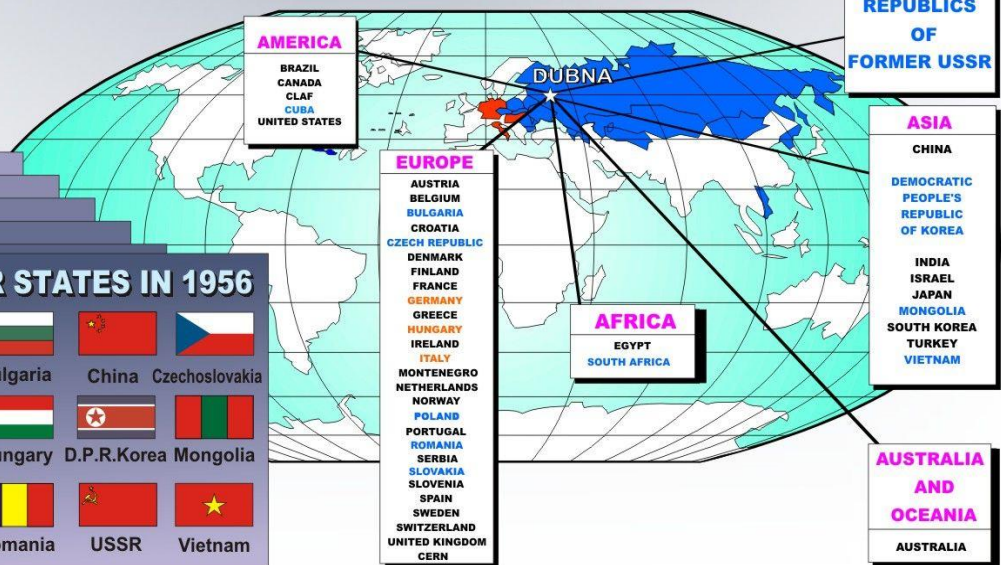 AMERICA
BRAZIL
CANADA
CLAF
CUBA
UNITED STATES
DUBNA
REPUBLICS
OF
FORMER USSR
EUROPE
AUSTRIA
BELGIUM
BULGARIA
CROATIA
CZECH REPUBLIC
DENMARK
FINLAND
FRANCE
GERMANY
GREECE
HUNGARY
IRELAND
ITALY
MONTENEGRO
NETHERLANDS
NORWAY
POLAND
PORTUGAL
ROMANIA
SERBIA
SLOVAKIA
SLOVENIA
SPAIN
SWEDEN
SWITZERLAND
UNITED KINGDOM
CERN
AFRICA
EGYPT
SOUTH AFRICA
ASIA
CHINA
DEMOCRATIC
PEOPLE'S
REPUBLIC
OF KOREA
INDIA
ISRAEL
JAPAN
MONGOLIA
SOUTH KOREA
TURKEY
VIETNAM
AUSTRALIA
AND
OCEANIA
AUSTRALIA
R STATES IN 1956
lgaria China Czechoslovakia
ngary D.P.R.Korea Mongolia
mania USSR Vietnam